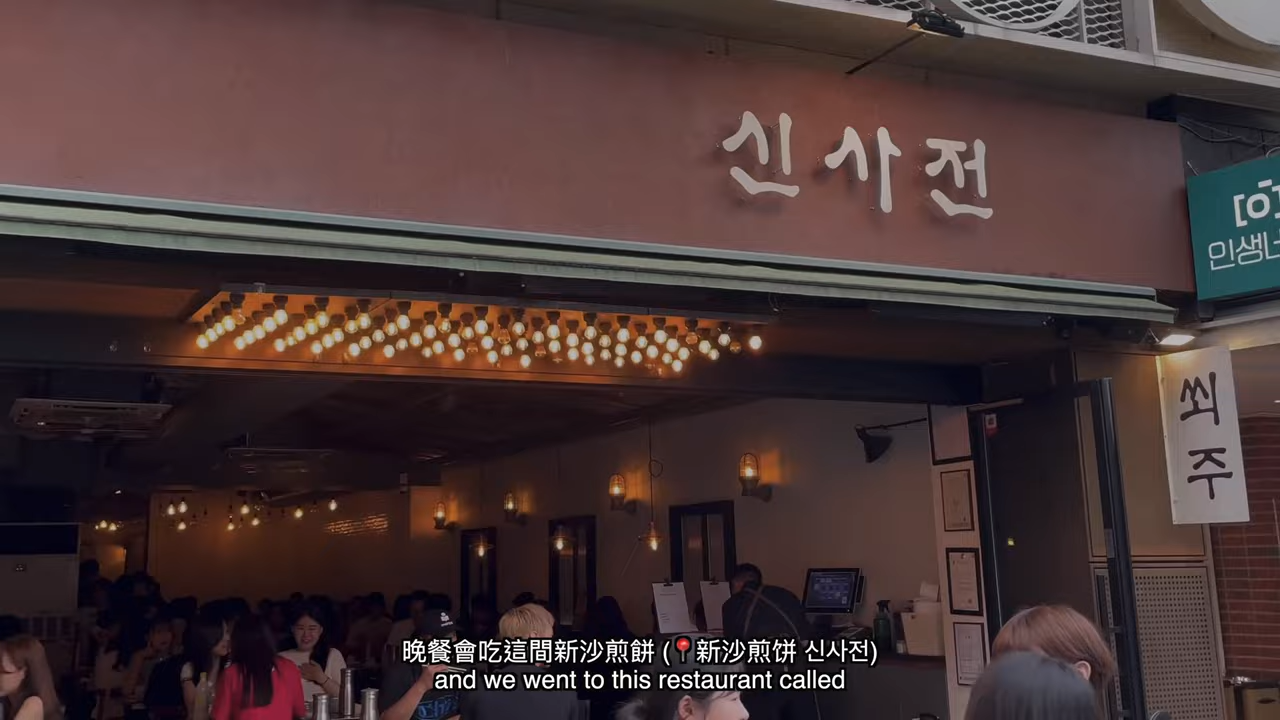 신사전
인생네
쐬
주
晚餐會吃這間新沙煎餅 (📍新沙煎饼 신사전)
and we went to this restaurant called